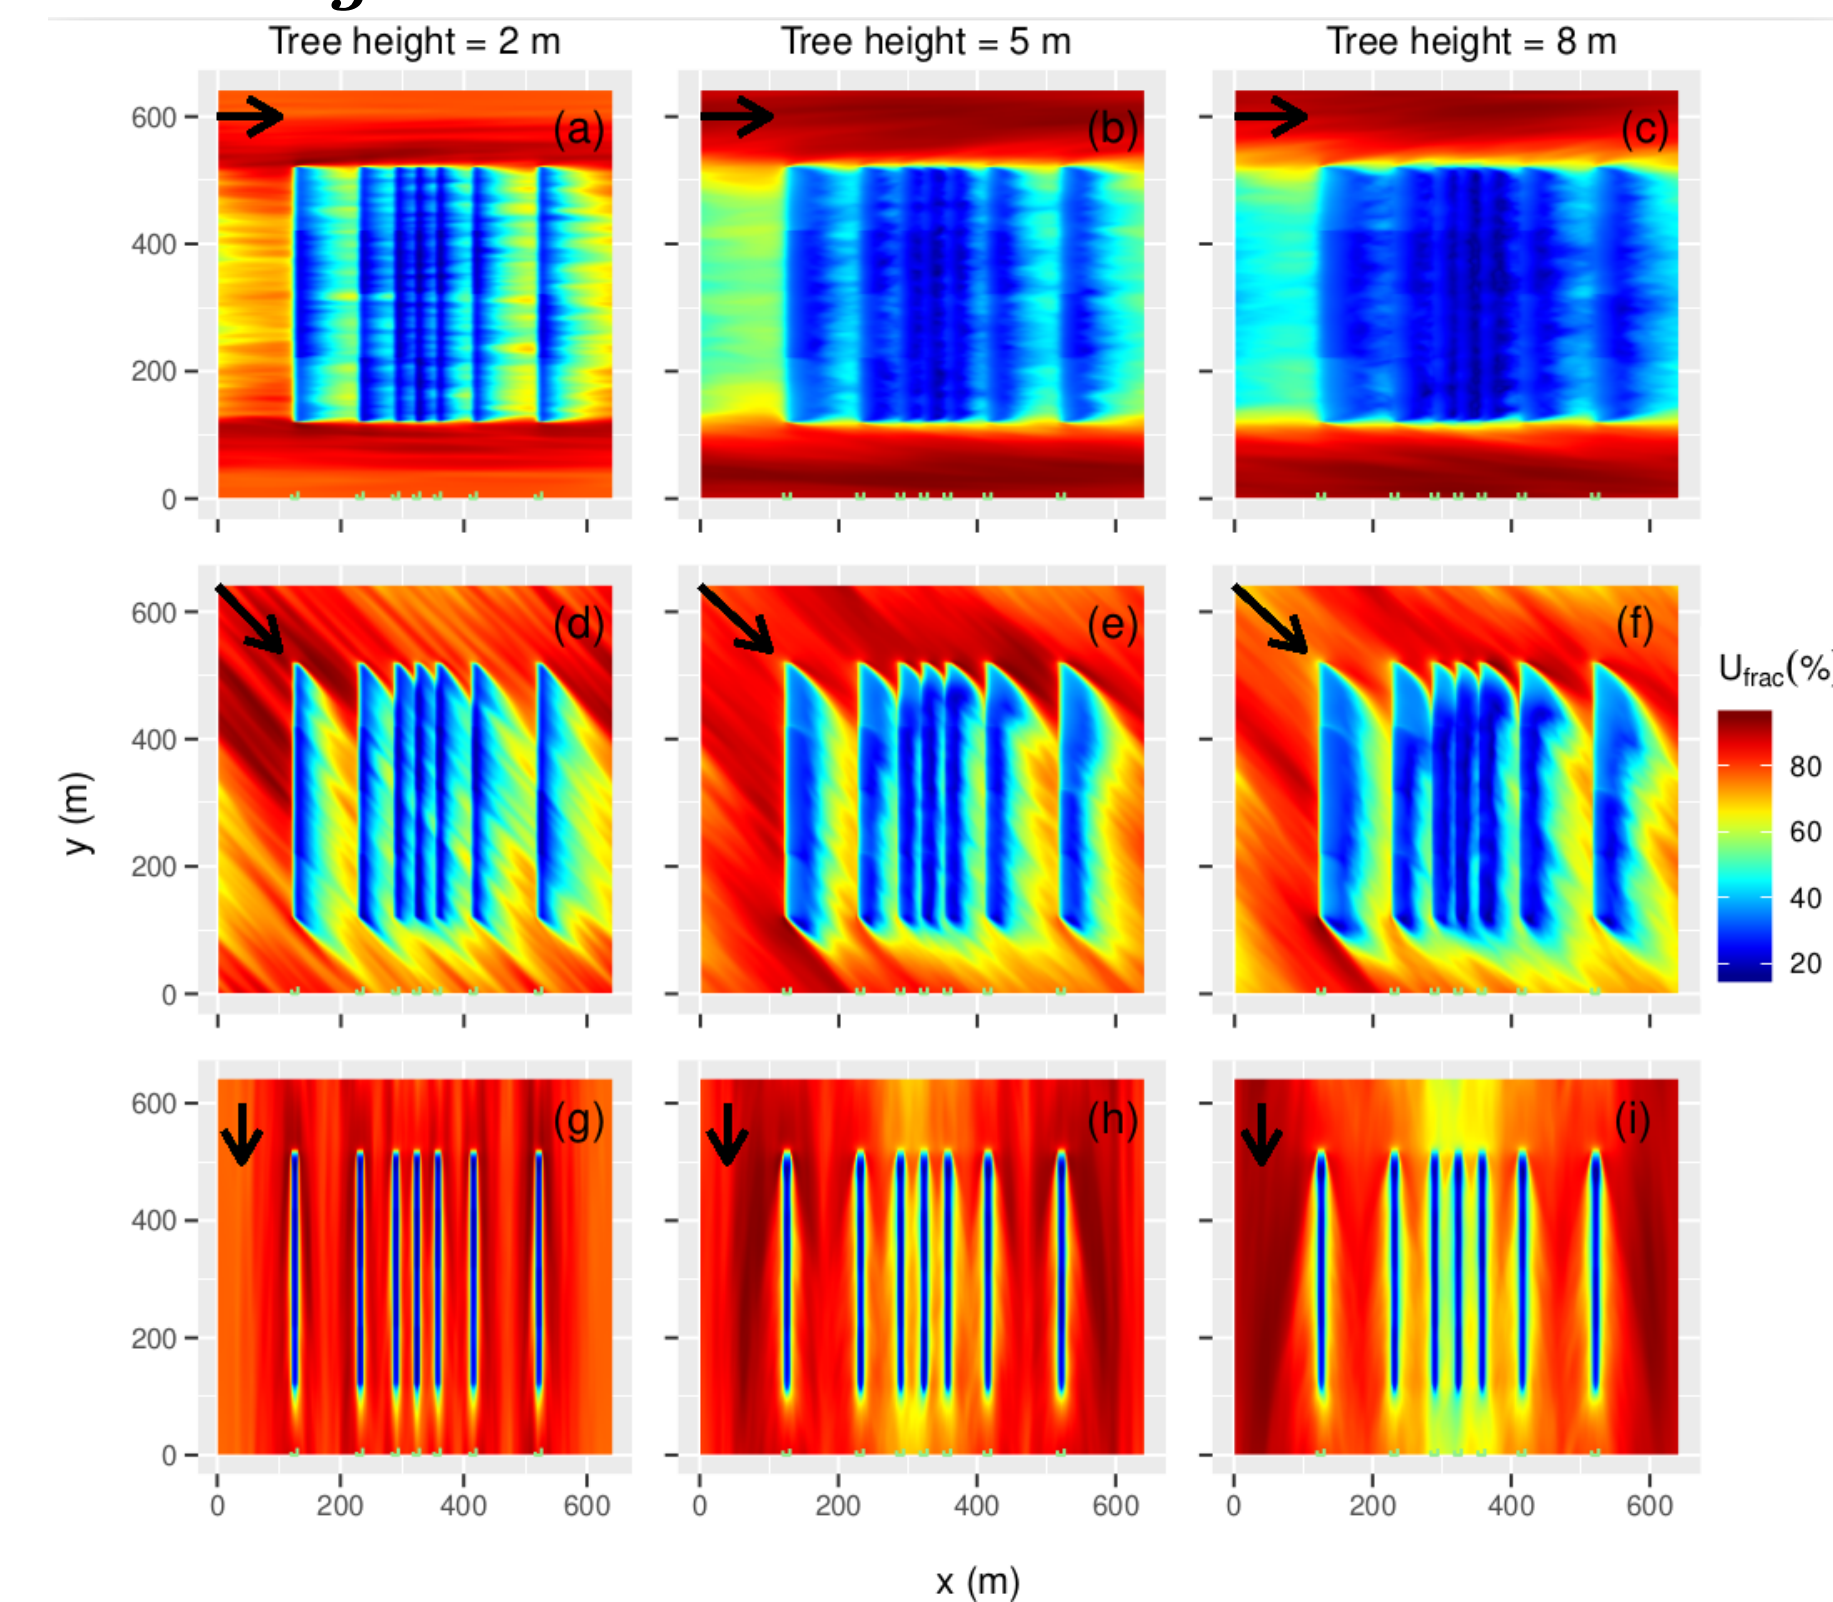 Tree height = 2 m
Tree height = 5 m
Tree height = 8 m
600
400
200
0
(a)
(b)
(c)
600
400
200
0
(d)
(e)
(f)
600
400
200
0
(g)
(h)
(i)
0 200 400 600
0 200 400 600
0 200 400 600
y (m)
x (m)
Ufrac(%)
80
60
40
20